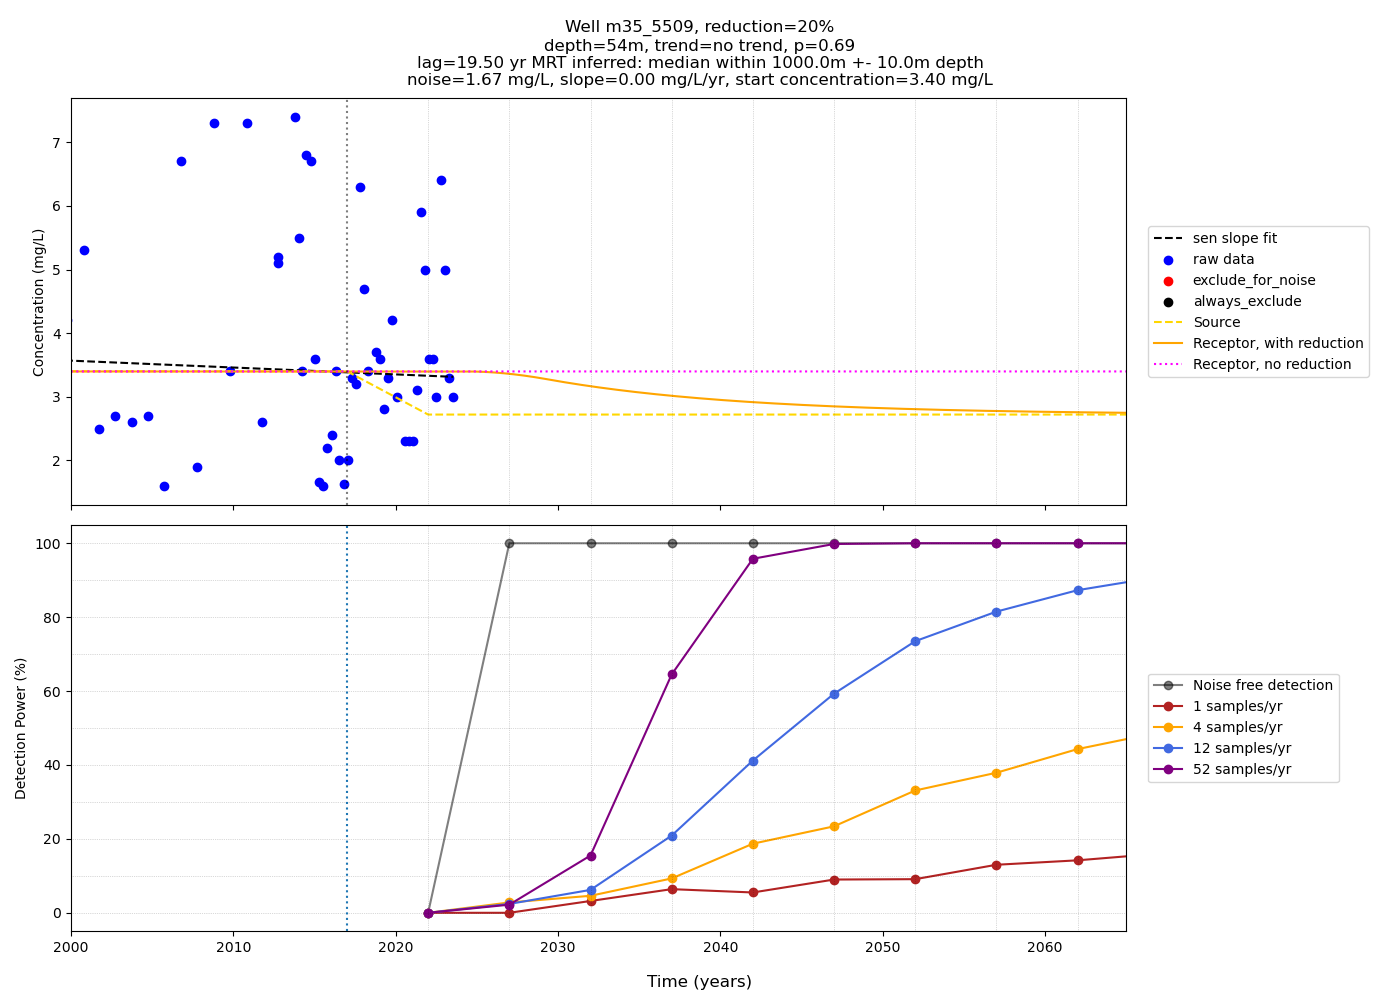 Well m35_5509, reduction=20%
depth=54m, trend=no trend, p=0.69
lag=19.50 yr MRT inferred: median within 1000.0m +- 10.0m depth
noise=1.67 mg/L, slope=0.00 mg/L/yr, start concentration=3.40 mg/L
Concentration (mg/L)
7
6
5
4
3
2
sen slope fit
raw data
exclude_for_noise
always_exclude
Source
Receptor, with reduction
Receptor, no reduction
Detection Power (%)
100
80
60
40
20
0
Noise free detection
1 samples/yr
4 samples/yr
12 samples/yr
52 samples/yr
2000 2010 2020 2030 2040 2050 2060
Time (years)